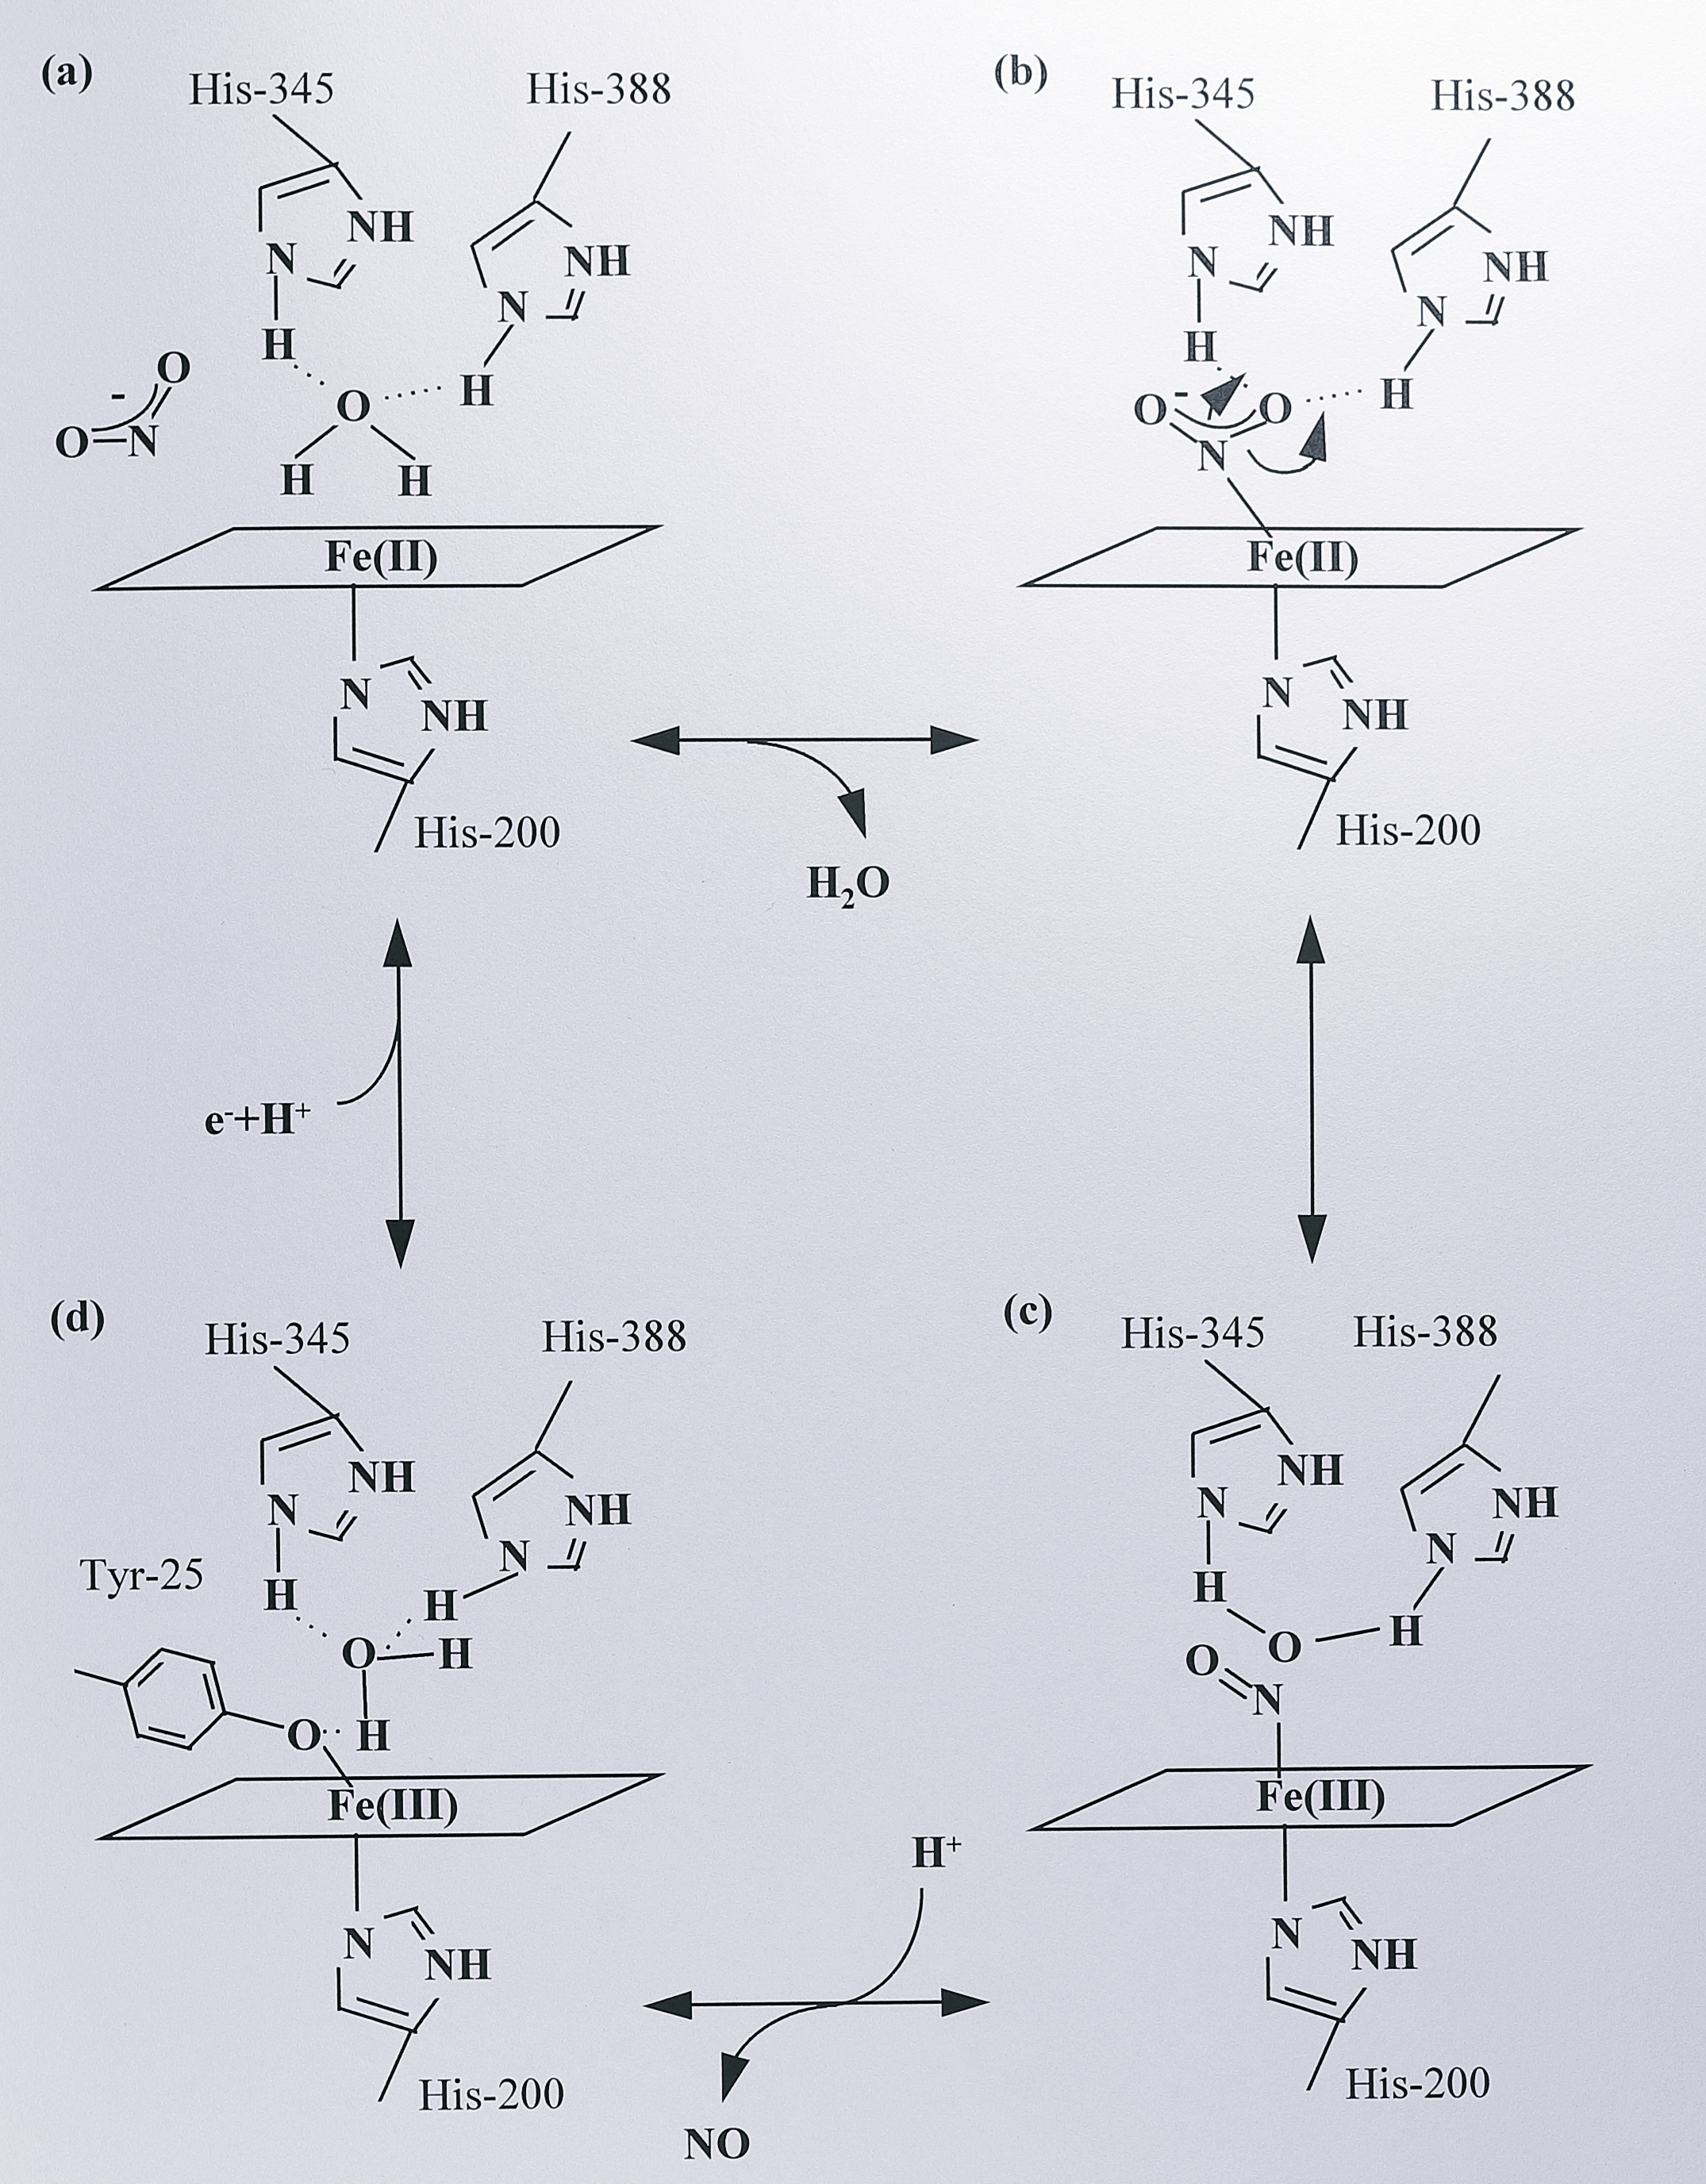 (a)
His-345
His-388
NH
N
H
NH
N
H
O
-
O
N
O
H
H
Fe(II)
N
NH
His-200
(b)
His-345
His-388
NH
N
H
NH
N
H
O
-
O
N
Fe(II)
N
NH
His-200
H₂O
e⁻+H⁺
(d)
His-345
His-388
NH
N
H
NH
N
H
Tyr-25
O
H
O
H
Fe(III)
N
NH
His-200
(c)
His-345
His-388
NH
N
H
NH
N
H
O
O
N
Fe(III)
N
NH
His-200
H⁺
NO